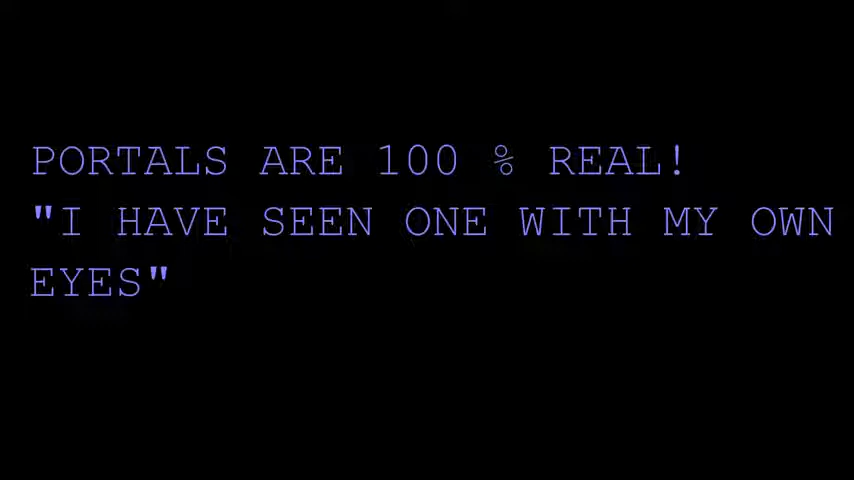 PORTALS ARE 100 % REAL!
"I HAVE SEEN ONE WITH MY OWN
EYES"